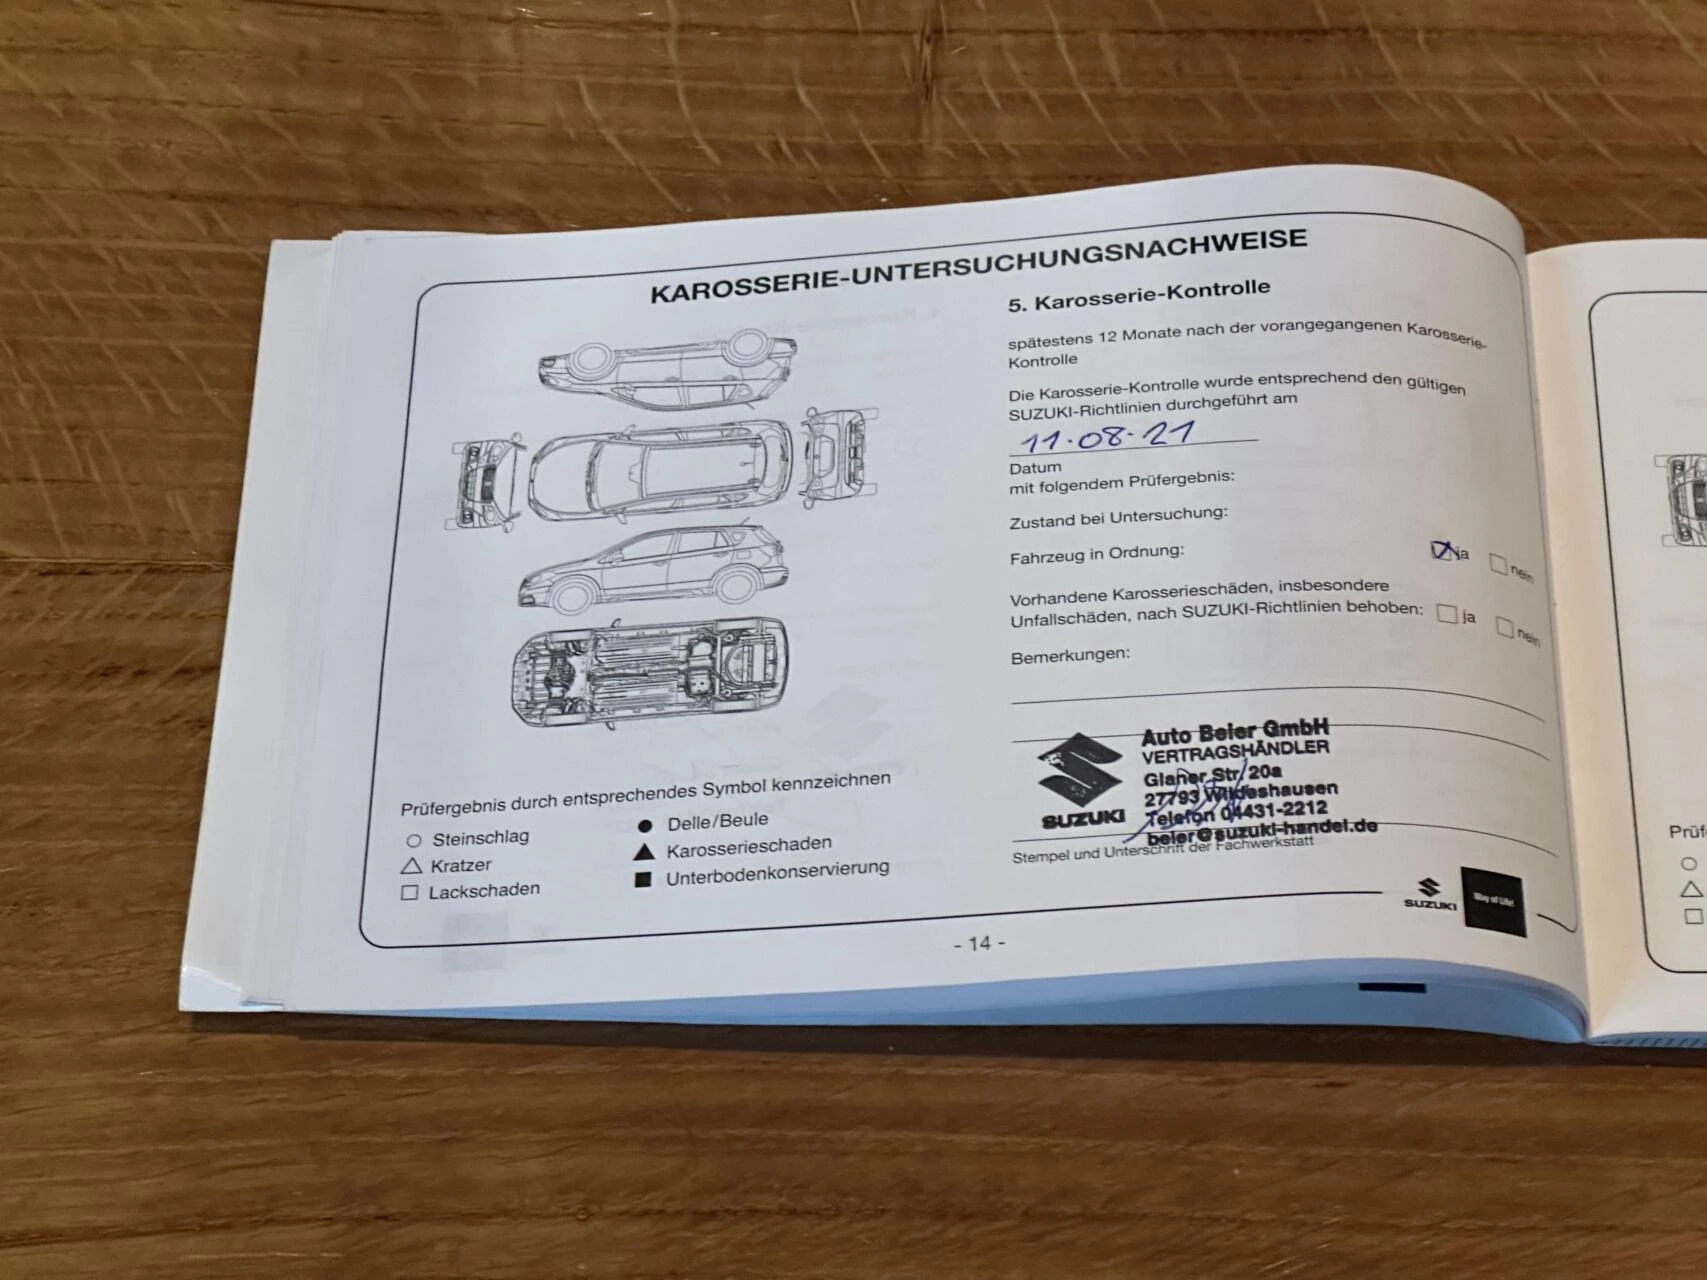 KAROSSERIE-UNTERSUCHUNGSNACHWEISE
Prüfergebnis durch entsprechendes Symbol kennzeichnen
Steinschlag
Kratzer
Lackschaden
Delle/Beule
Karosserieschaden
Unterbodenkonservierung
5. Karosserie-Kontrolle
spätestens 12 Monate nach der vorangegangenen Karosserie-
Kontrolle
Die Karosserie-Kontrolle wurde entsprechend den gültigen
SUZUKI-Richtlinien durchgeführt am
11.08.21
Datum
mit folgendem Prüfergebnis:
Zustand bei Untersuchung:
Fahrzeug in Ordnung: ja nein
Vorhandene Karosserieschäden, insbesondere
Unfallschäden, nach SUZUKI-Richtlinien behoben: ja nein
Bemerkungen:
SUZUKI
Auto Beier GmbH
VERTRAGSHÄNDLER
Glaner Str. 20a
27793 Wildeshausen
Telefon 04431-2212
beier@suzuki-handel.de
Stempel und Unterschrift der Fachwerkstatt
SUZUKI
Way of Life!
- 14 -
Prüf